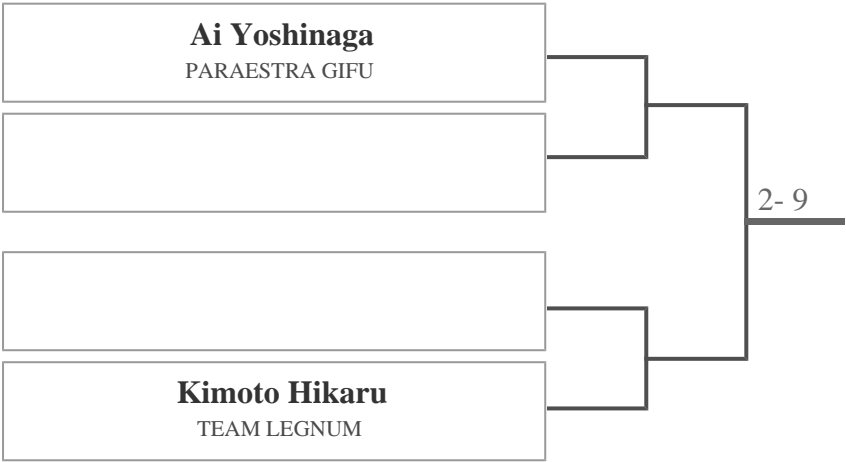 Ai Yoshinaga
PARAESTRA GIFU
2- 9
Kimoto Hikaru
TEAM LEGNUM